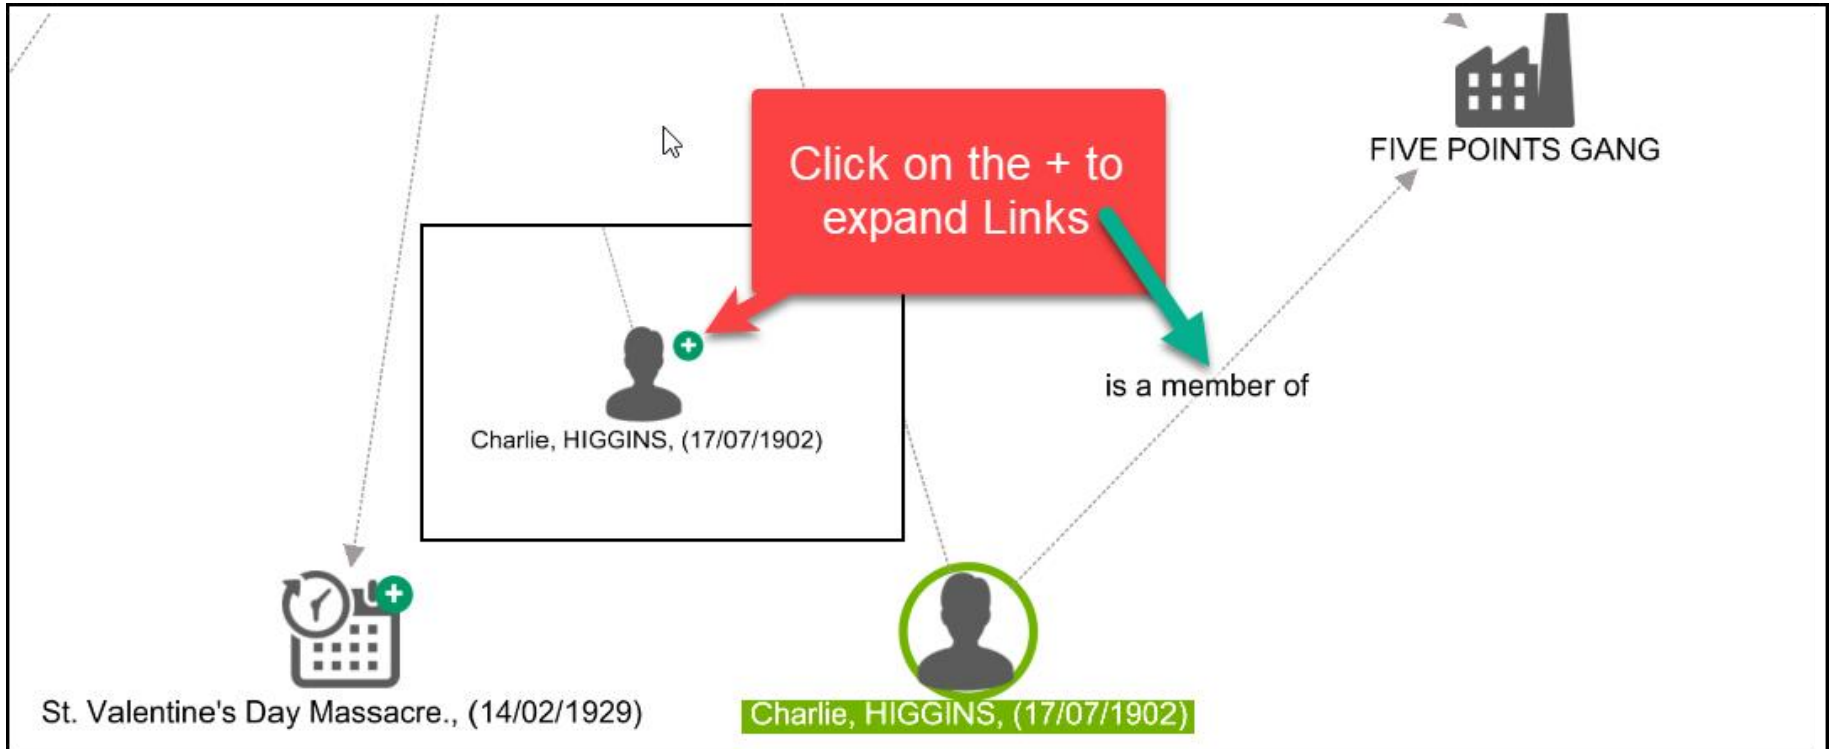 FIVE POINTS GANG
Click on the + to
expand Links
is a member of
Charlie, HIGGINS, (17/07/1902)
St. Valentine's Day Massacre., (14/02/1929)
Charlie, HIGGINS, (17/07/1902)